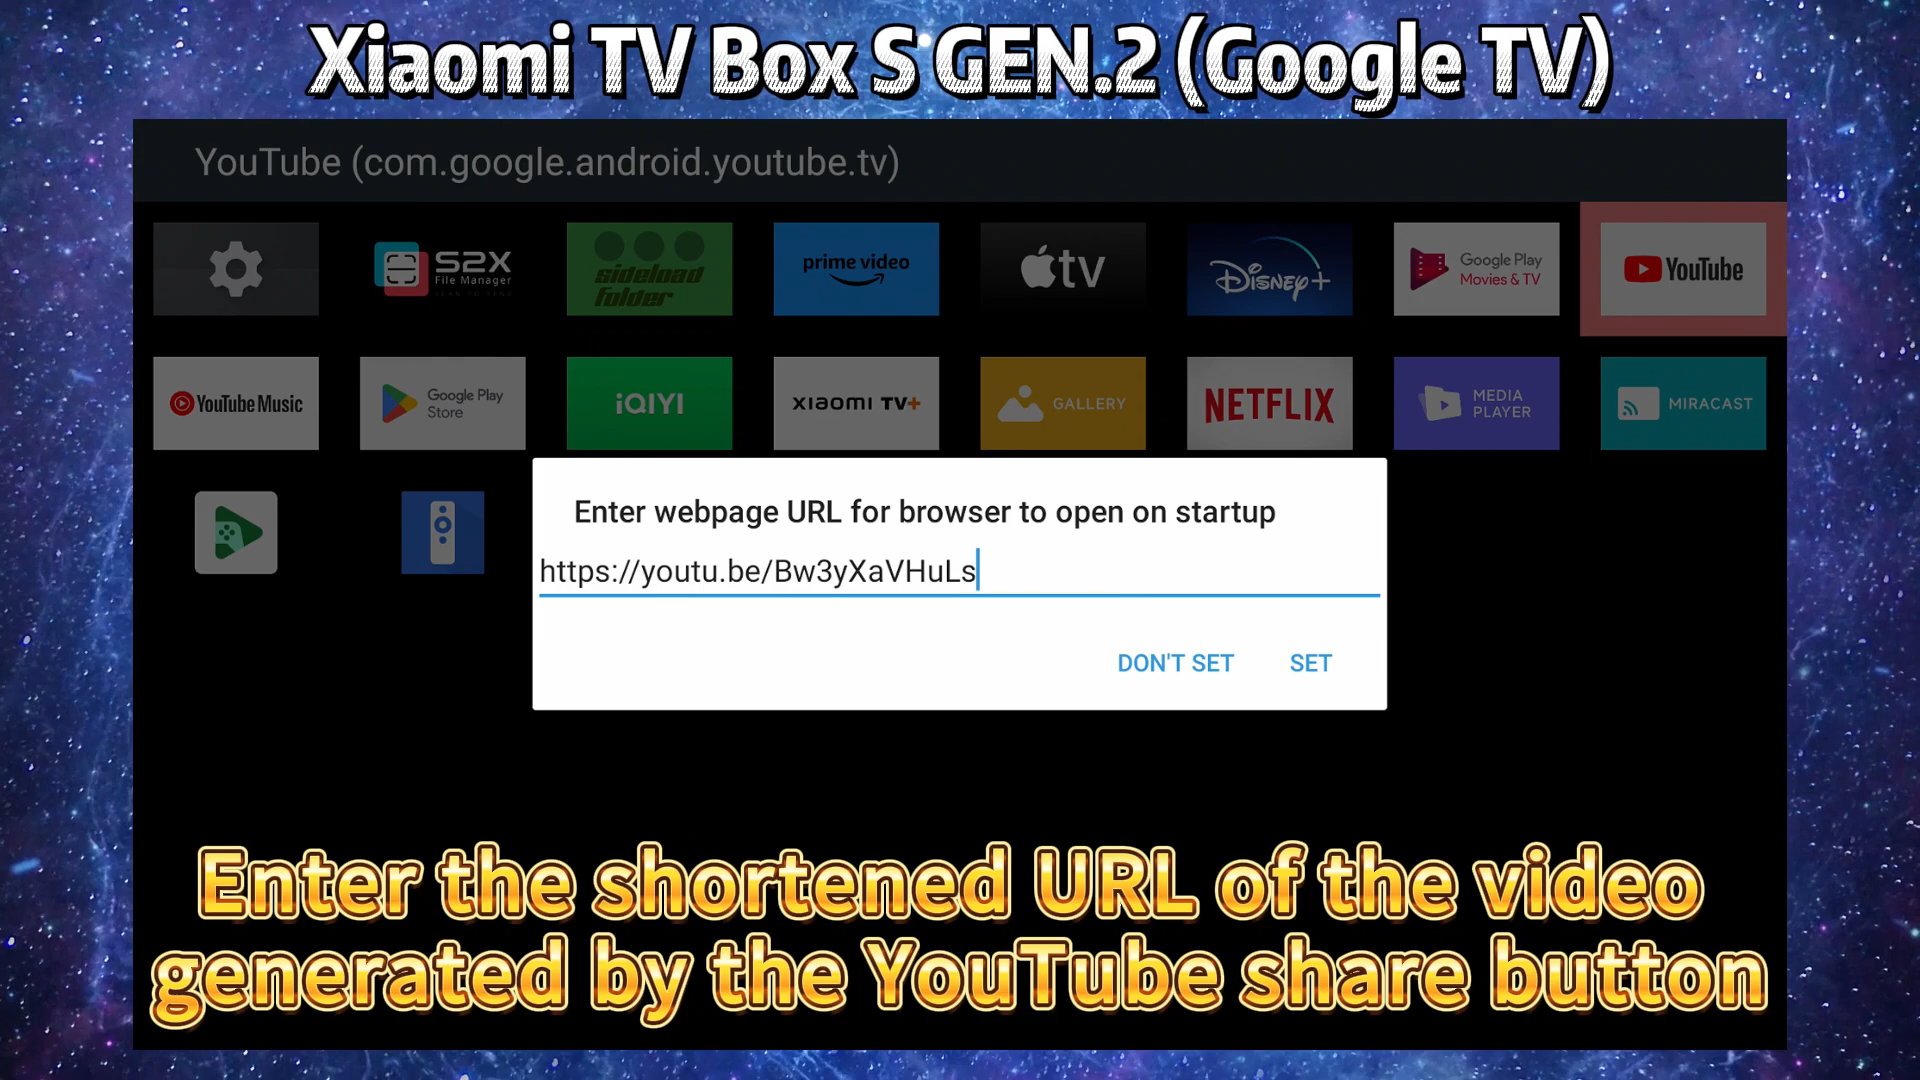 Xiaomi TV Box S GEN.2 (Google TV)
YouTube (com.google.android.youtube.tv)
S2X
File Manager
SCAN TO SEND
sideload
folder
prime video
tv
Disney+
Google Play
Movies & TV
YouTube
YouTube Music
Google Play
Store
iQIYI
xiaomi TV+
GALLERY
NETFLIX
MEDIA
PLAYER
MIRACAST
Enter webpage URL for browser to open on startup
https://youtu.be/Bw3yXaVHuLs
DON'T SET
SET
Enter the shortened URL of the video
generated by the YouTube share button